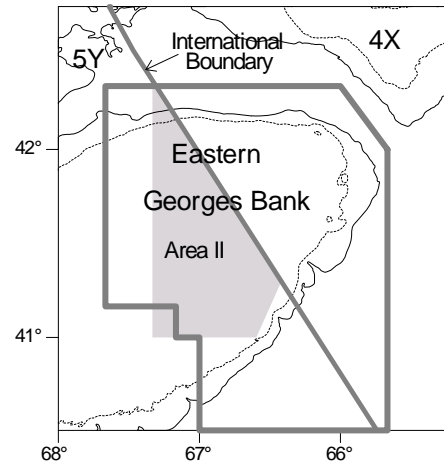 International
Boundary
5Y
4X
42°
Eastern
Georges Bank
Area II
41°
68°
67°
66°